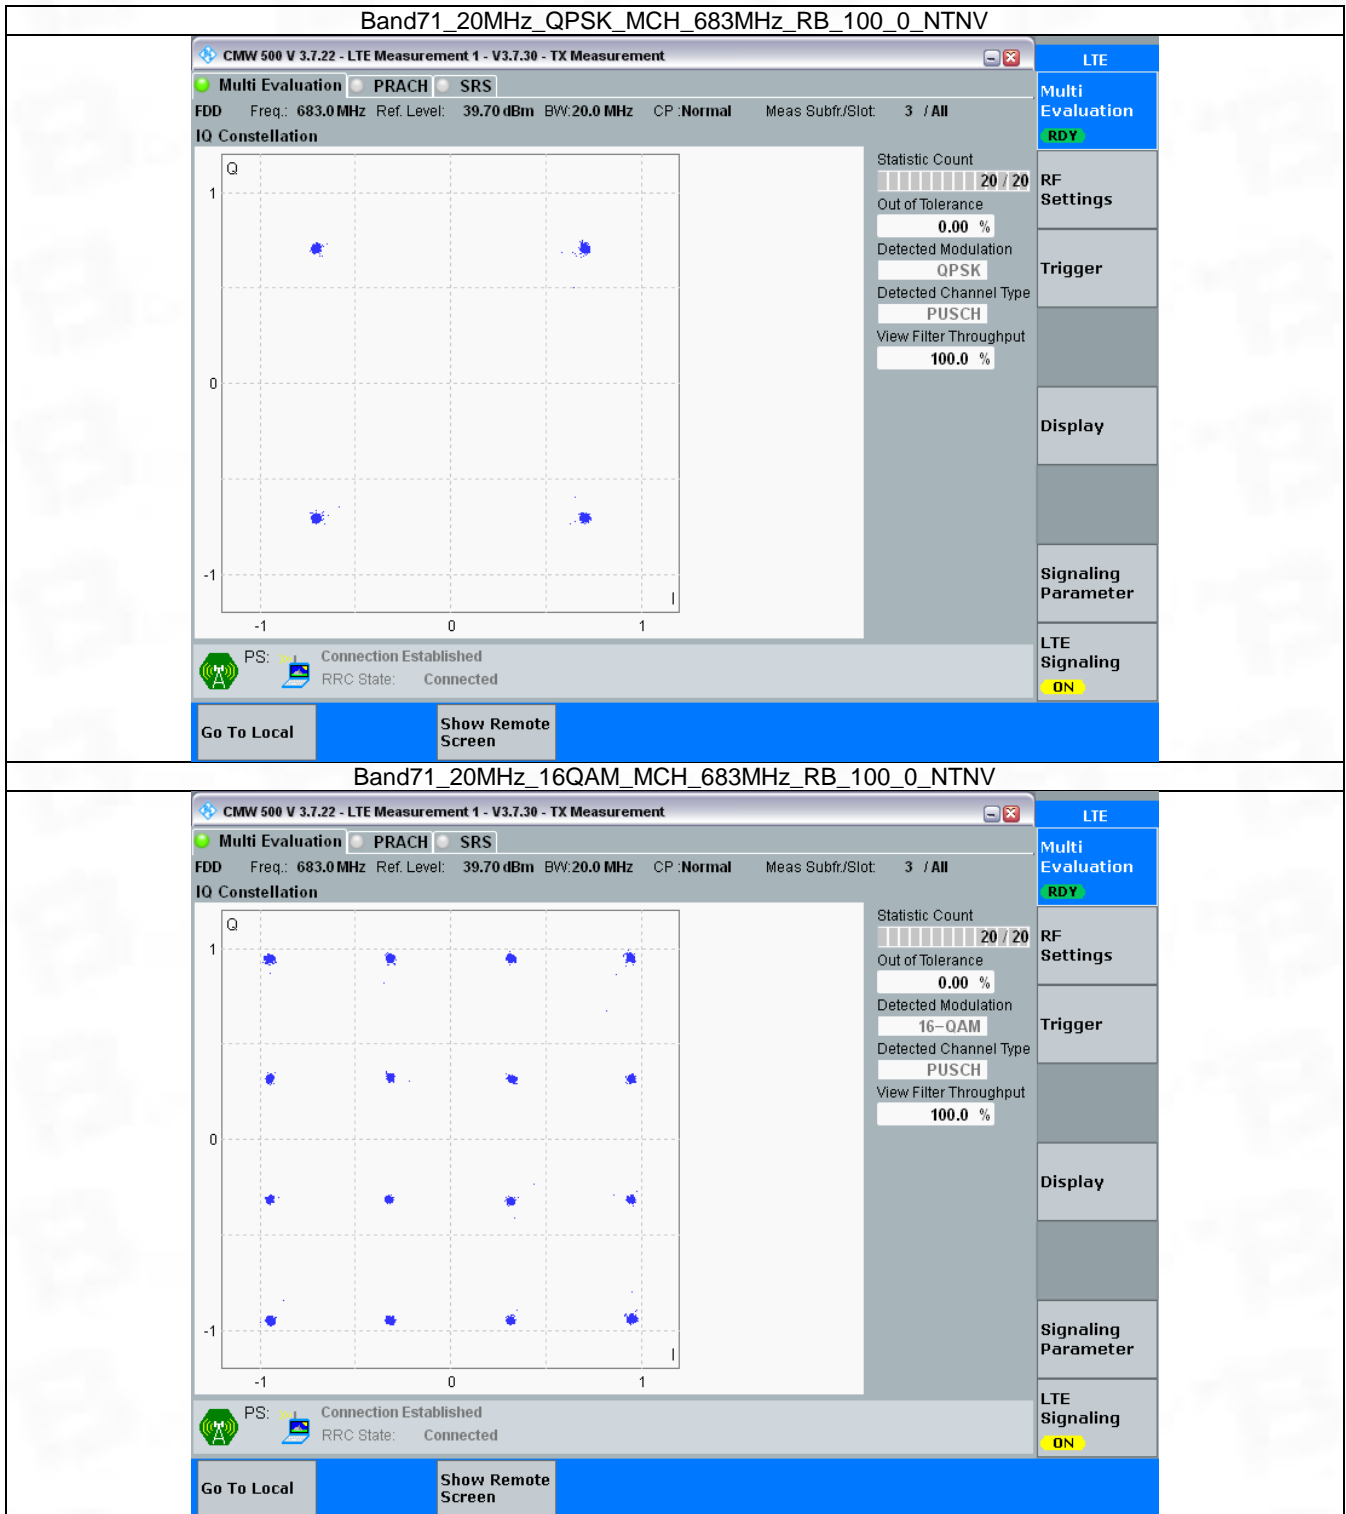 Band71_20MHz_QPSK_MCH_683MHz_RB_100_0_NTNV
CMW 500 V 3.7.22 - LTE Measurement 1 - V3.7.30 - TX Measurement
LTE
Multi Evaluation PRACH SRS
Multi
Evaluation
RDY
FDD Freq.: 683.0 MHz Ref. Level: 39.70 dBm BW: 20.0 MHz CP : Normal Meas Subfr./Slot: 3 / All
IQ Constellation
Q
1
0
-1
I
-1 0 1
Statistic Count
20 / 20
Out of Tolerance
0.00 %
Detected Modulation
QPSK
Detected Channel Type
PUSCH
View Filter Throughput
100.0 %
RF
Settings
Trigger
Display
Signaling
Parameter
LTE
Signaling
ON
PS: Connection Established
RRC State: Connected
Go To Local
Show Remote
Screen
Band71_20MHz_16QAM_MCH_683MHz_RB_100_0_NTNV
CMW 500 V 3.7.22 - LTE Measurement 1 - V3.7.30 - TX Measurement
LTE
Multi Evaluation PRACH SRS
Multi
Evaluation
RDY
FDD Freq.: 683.0 MHz Ref. Level: 39.70 dBm BW: 20.0 MHz CP : Normal Meas Subfr./Slot: 3 / All
IQ Constellation
Q
1
0
-1
I
-1 0 1
Statistic Count
20 / 20
Out of Tolerance
0.00 %
Detected Modulation
16-QAM
Detected Channel Type
PUSCH
View Filter Throughput
100.0 %
RF
Settings
Trigger
Display
Signaling
Parameter
LTE
Signaling
ON
PS: Connection Established
RRC State: Connected
Go To Local
Show Remote
Screen